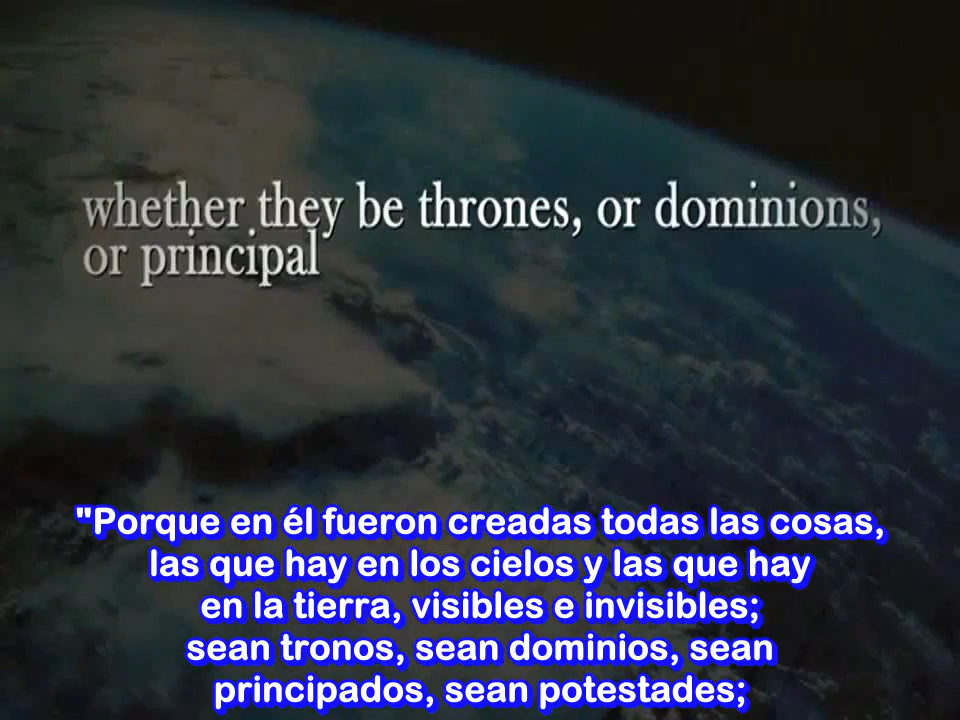 whether they be thrones, or dominions,
or principal
"Porque en él fueron creadas todas las cosas,
las que hay en los cielos y las que hay
en la tierra, visibles e invisibles;
sean tronos, sean dominios, sean
principados, sean potestades;